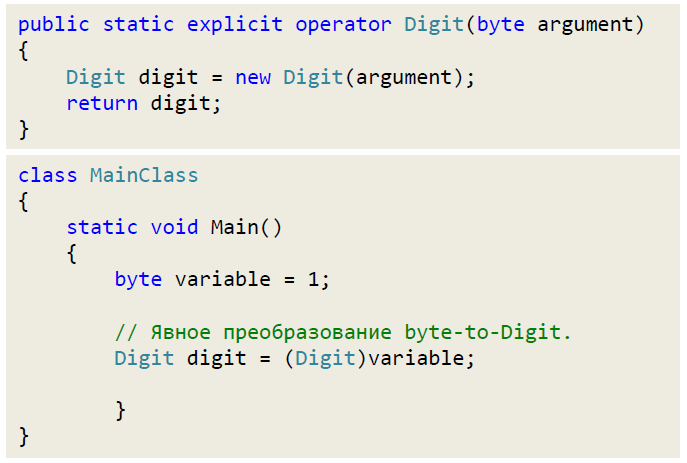 public static explicit operator Digit(byte argument)
{
    Digit digit = new Digit(argument);
    return digit;
}
class MainClass
{
    static void Main()
    {
        byte variable = 1;
        // Явное преобразование byte-to-Digit.
        Digit digit = (Digit)variable;
        }
}